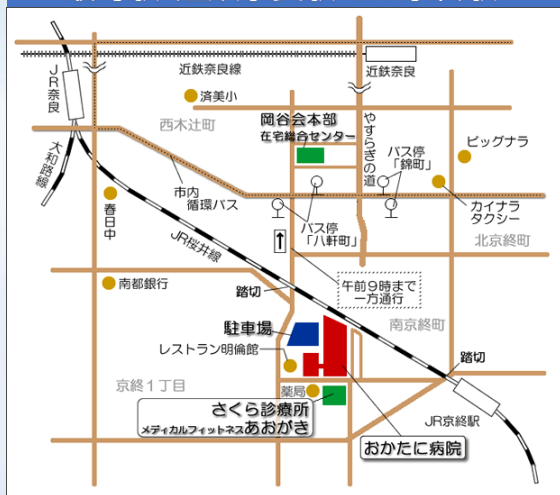 近鉄奈良線
近鉄奈良
JR奈良
済美小
岡谷会本部
在宅総合センター
やすらぎの道
西木辻町
ビッグナラ
バス停
「錦町」
大和路線
市内
循環バス
カイナラ
タクシー
春日中
バス停
「八軒町」
北京終町
JR桜井線
午前9時まで
一方通行
南都銀行
踏切
南京終町
駐車場
レストラン明倫館
踏切
京終1丁目
薬局
さくら診療所
メディカルフィットネスあおがき
JR京終駅
おかたに病院